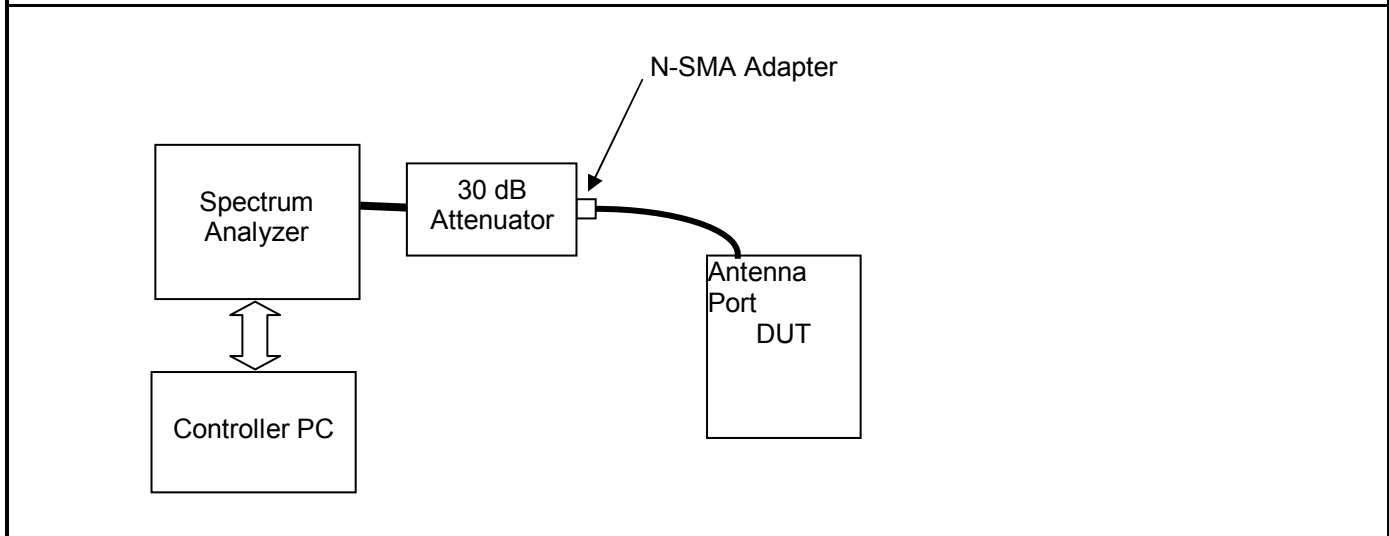 N-SMA Adapter
Spectrum
Analyzer
30 dB
Attenuator
Antenna
Port
DUT
Controller PC